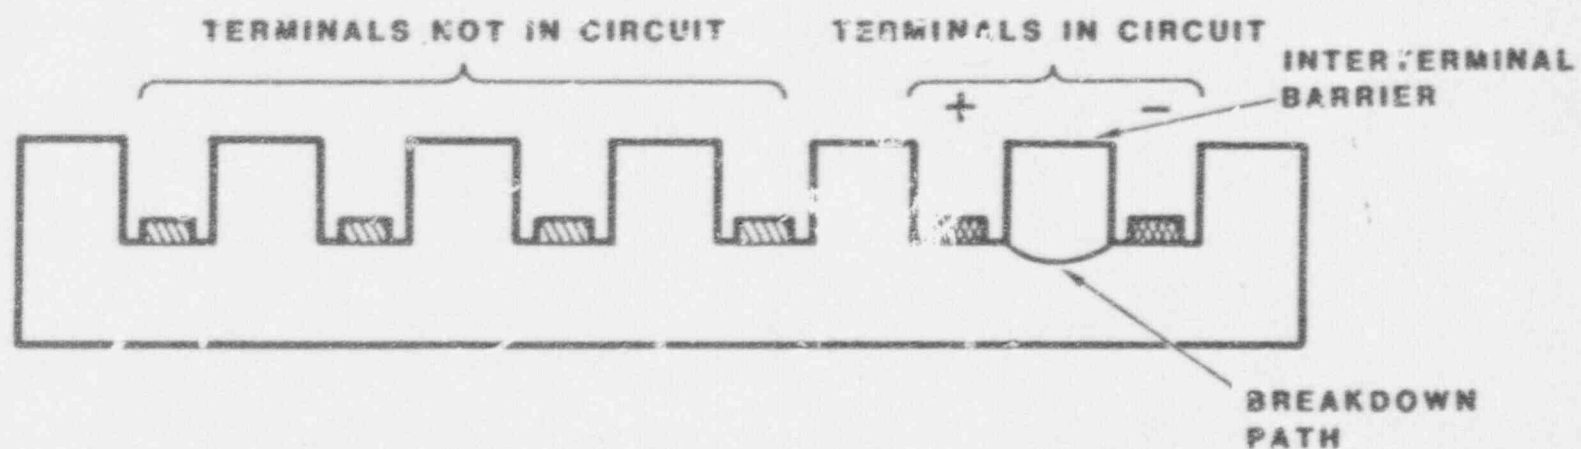 TERMINALS NOT IN CIRCUIT
TERMINALS IN CIRCUIT
INTERTERMINAL
BARRIER
+
−
BREAKDOWN
PATH